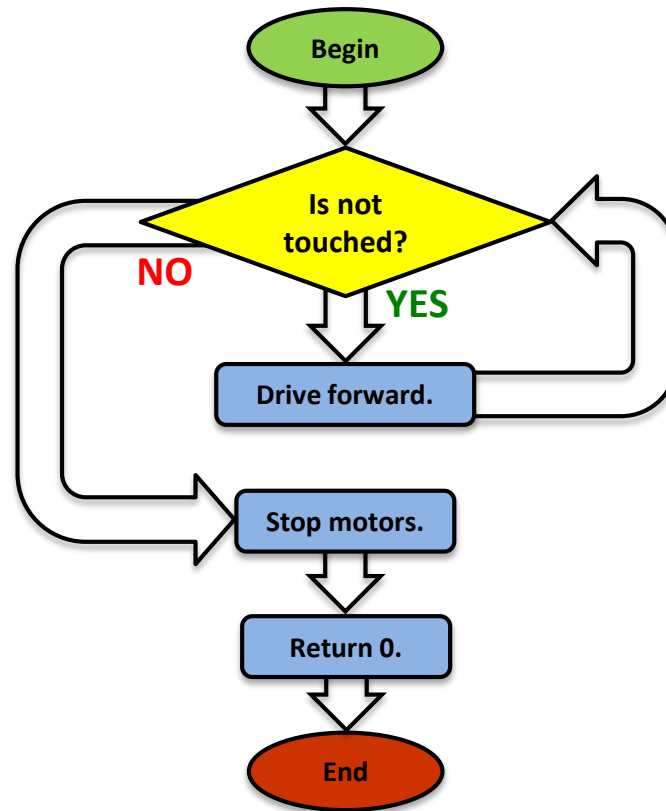 Begin
Is not
touched?
NO
YES
Drive forward.
Stop motors.
Return 0.
End